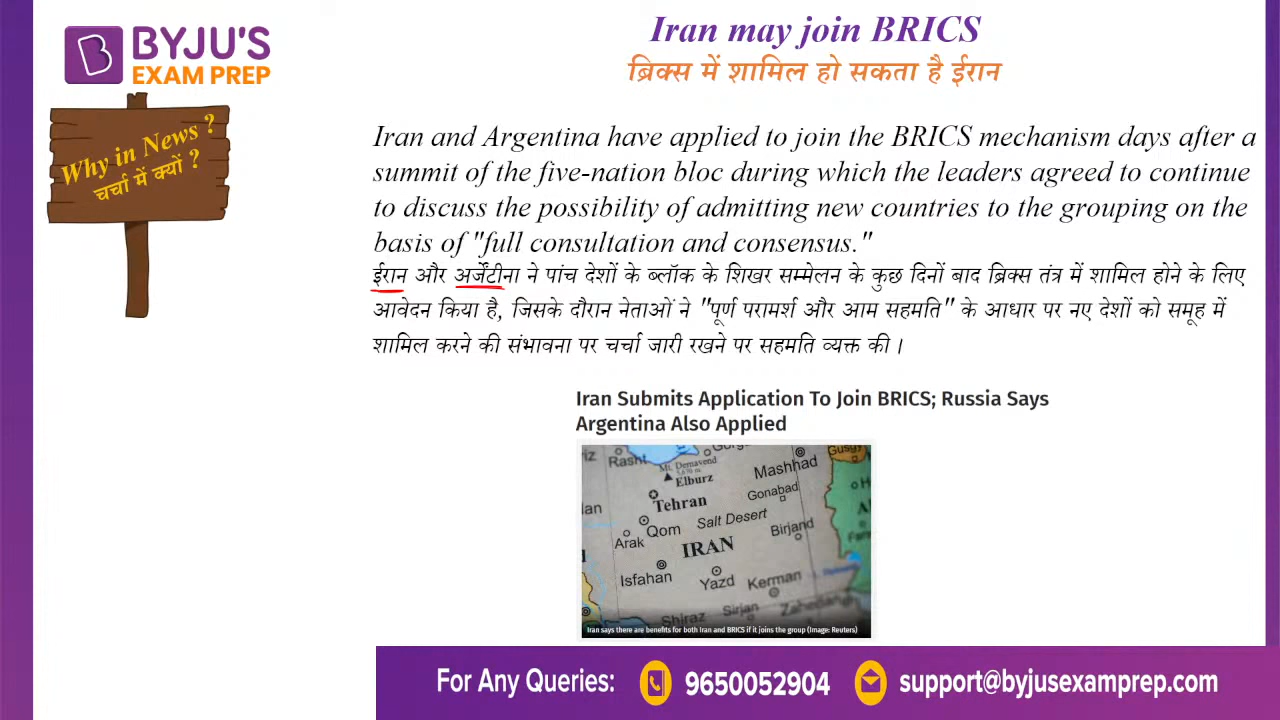 BYJU'S
EXAM PREP
Iran may join BRICS
ब्रिक्स में शामिल हो सकता है ईरान
Why in News ?
चर्चा में क्यों ?
Iran and Argentina have applied to join the BRICS mechanism days after a
summit of the five-nation bloc during which the leaders agreed to continue
to discuss the possibility of admitting new countries to the grouping on the
basis of "full consultation and consensus."
ईरान और अर्जेंटीना ने पांच देशों के ब्लॉक के शिखर सम्मेलन के कुछ दिनों बाद ब्रिक्स तंत्र में शामिल होने के लिए
आवेदन किया है, जिसके दौरान नेताओं ने "पूर्ण परामर्श और आम सहमति" के आधार पर नए देशों को समूह में
शामिल करने की संभावना पर चर्चा जारी रखने पर सहमति व्यक्त की ।
Iran Submits Application To Join BRICS; Russia Says
Argentina Also Applied
Rasht
Mt. Demavend
Elburz
Mashhad
Tehran
Gonabad
Qom
Salt Desert
Arak
IRAN
Birjand
Isfahan
Yazd
Kerman
Shiraz
Sirjan
Iran says there are benefits for both Iran and BRICS if it joins the group (Image: Reuters)
For Any Queries:
9650052904
support@byjusexamprep.com